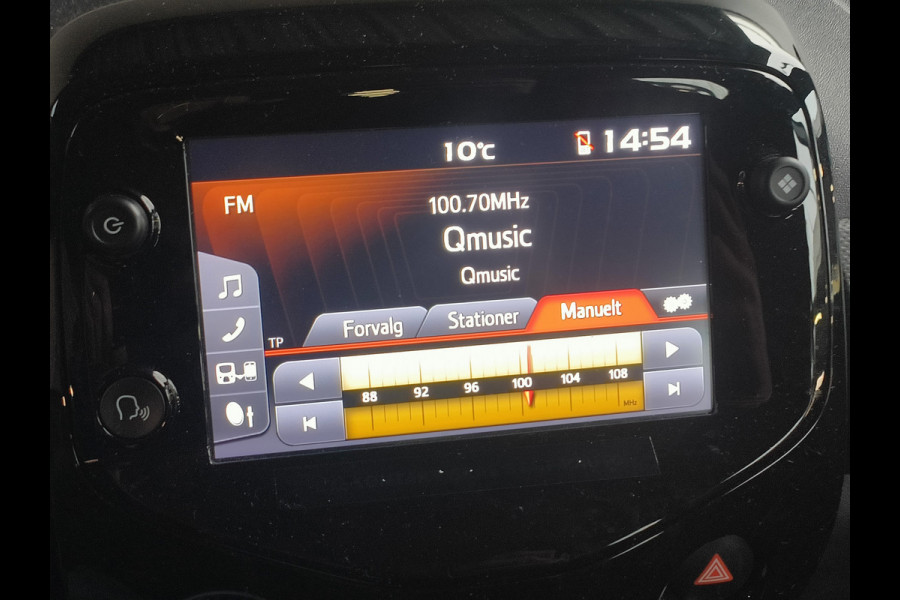 10°C 14:54
FM 100.70MHz
Qmusic
Qmusic
TP Forvalg Stationer Manuelt
88 92 96 100 104 108
MHz